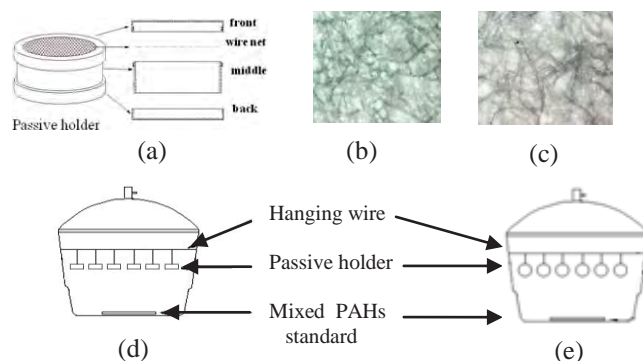 front
wire net
middle
back
Passive holder
(a)
(b)
(c)
Hanging wire
Passive holder
Mixed PAHs
standard
(d)
(e)